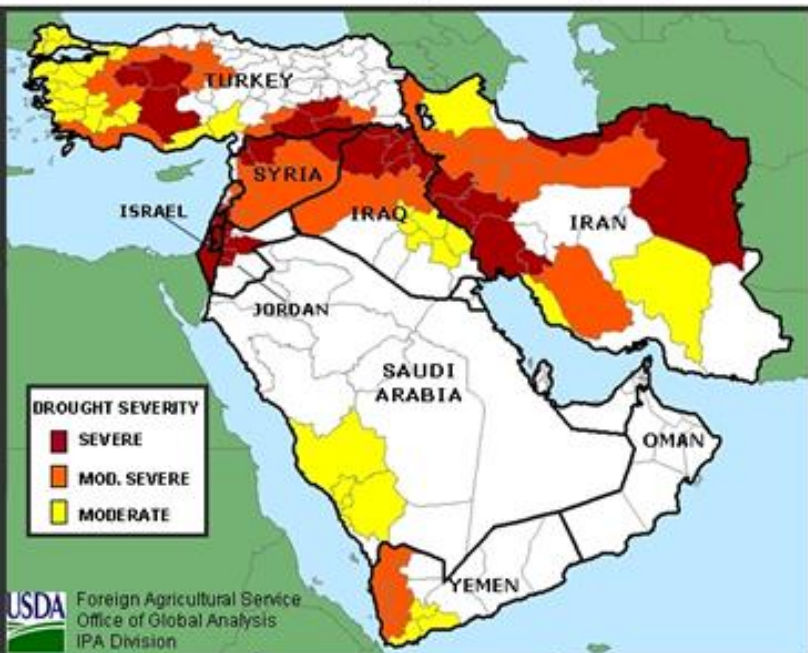 TURKEY
SYRIA
ISRAEL
IRAQ
IRAN
JORDAN
SAUDI
ARABIA
OMAN
YEMEN
DROUGHT SEVERITY
SEVERE
MOD. SEVERE
MODERATE
USDA
Foreign Agricultural Service
Office of Global Analysis
IPA Division